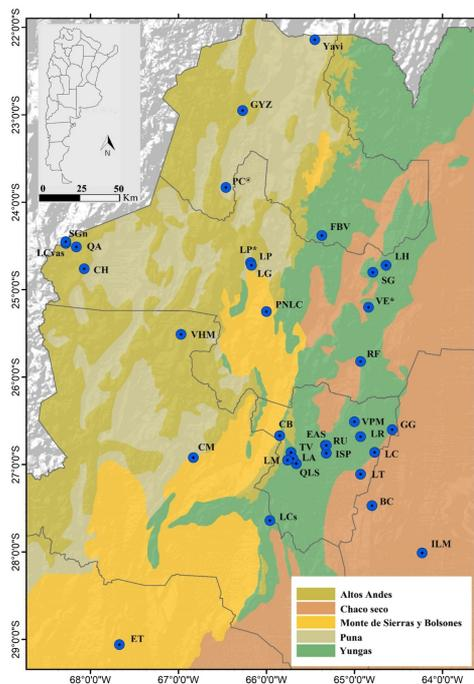 22°0'0"S
23°0'0"S
24°0'0"S
25°0'0"S
26°0'0"S
27°0'0"S
28°0'0"S
29°0'0"S
N
0 25 50
Km
Yavi
GYZ
PC*
FBV
SGn
LCvas
QA
CH
LP*
LP
LG
LH
SG
PNLC
VE*
VHM
RF
CB
VPM
GG
EAS
RU
LR
TV
ISP
LC
CM
LM
LA
QLS
LT
BC
LCs
ILM
ET
Altos Andes
Chaco seco
Monte de Sierras y Bolsones
Puna
Yungas
68°0'0"W
67°0'0"W
66°0'0"W
65°0'0"W
64°0'0"W